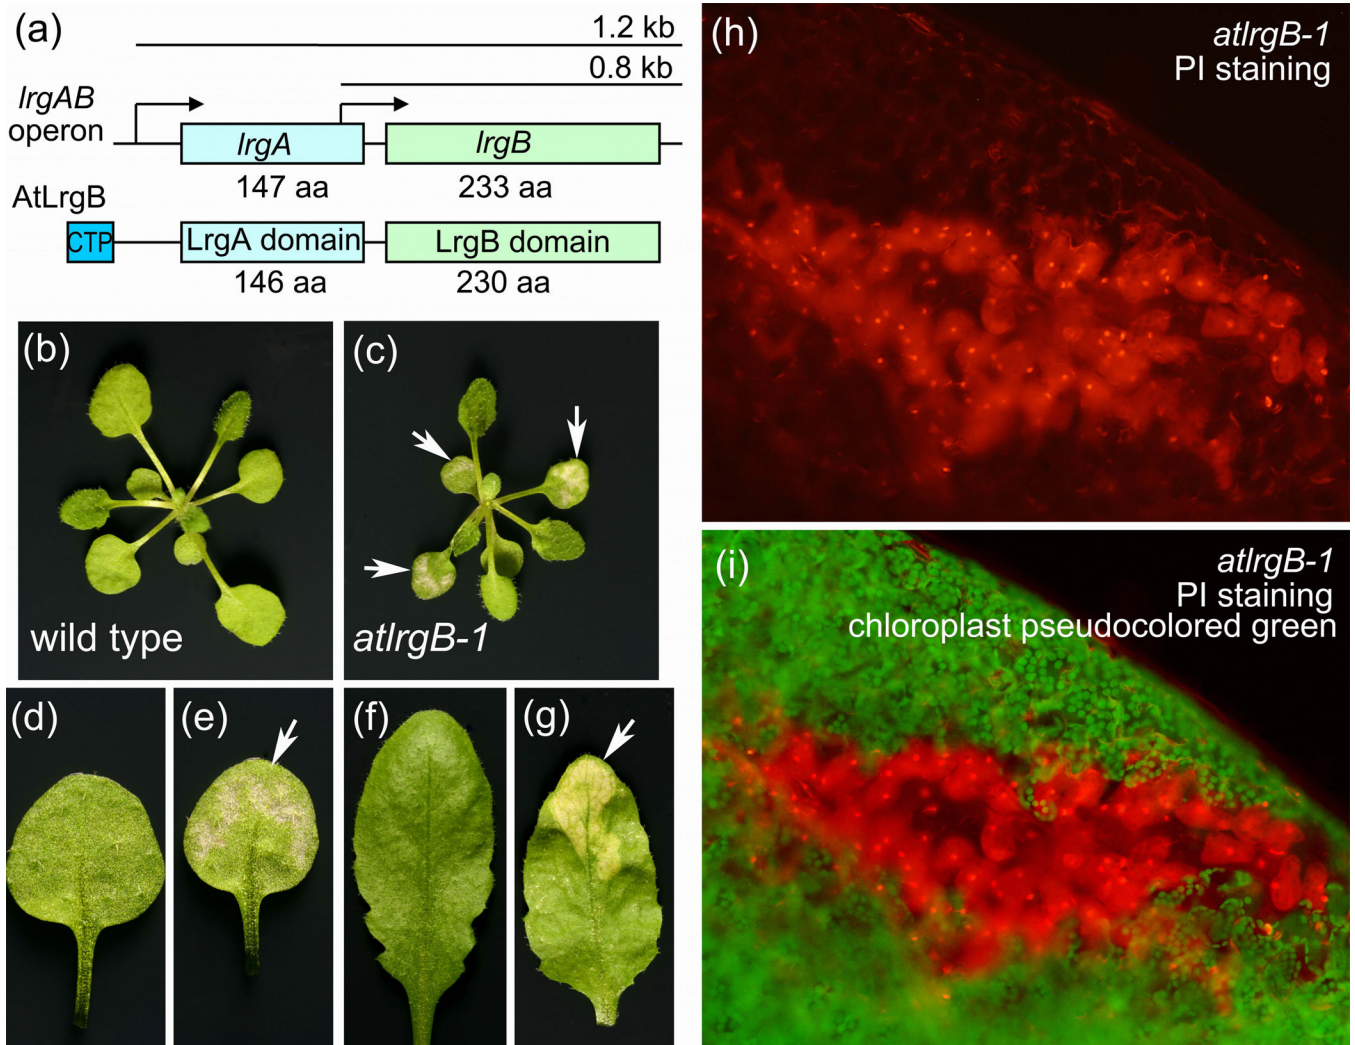 (a)
1.2 kb
0.8 kb
lrgAB
operon
lrgA
lrgB
147 aa
233 aa
AtLrgB
CTP
LrgA domain
LrgB domain
146 aa
230 aa
(b)
wild type
(c)
atlrgB-1
(d)
(e)
(f)
(g)
(h)
atlrgB-1
PI staining
(i)
atlrgB-1
PI staining
chloroplast pseudocolored green